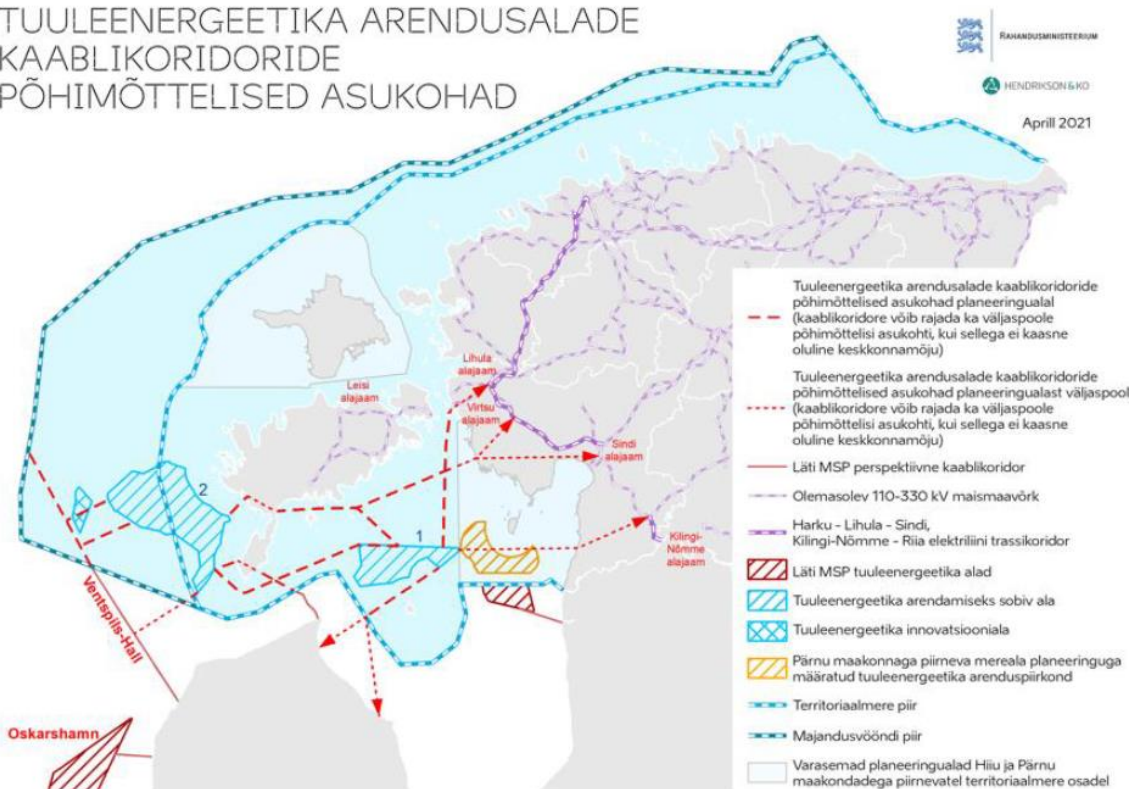 TUULEENERGEETIKA ARENDUSALADE
KAABLIKORIDORIDE
PÕHIMÕTTELISED ASUKOHAD
RAHANDUSMINISTEERIUM
HENDRIKSON & KO
Aprill 2021
Lihula
alajaam
Leisi
alajaam
Virtsu
alajaam
Sindi
alajaam
2
1
Kilingi-
Nõmme
alajaam
Ventspils-Hall
Oskarshamn
Tuuleenergeetika arendusalade kaablikoridoride
põhimõttelised asukohad planeeringualal
(kaablikoridore võib rajada ka väljaspoole
põhimõttelisi asukohti, kui sellega ei kaasne
oluline keskkonnamõju)
Tuuleenergeetika arendusalade kaablikoridoride
põhimõttelised asukohad planeeringualast väljaspool
(kaablikoridore võib rajada ka väljaspoole
põhimõttelisi asukohti, kui sellega ei kaasne
oluline keskkonnamõju)
Läti MSP perspektiivne kaablikoridor
Olemasolev 110-330 kV maismaavõrk
Harku - Lihula - Sindi,
Kilingi-Nõmme - Riia elektriliini trassikoridor
Läti MSP tuuleenergeetika alad
Tuuleenergeetika arendamiseks sobiv ala
Tuuleenergeetika innovatsiooniala
Pärnu maakonnaga piirneva mereala planeeringuga
määratud tuuleenergeetika arenduspiirkond
Territoriaalmere piir
Majandusvööndi piir
Varasemad planeeringualad Hiiu ja Pärnu
maakondadega piirnevatel territoriaalmere osadel